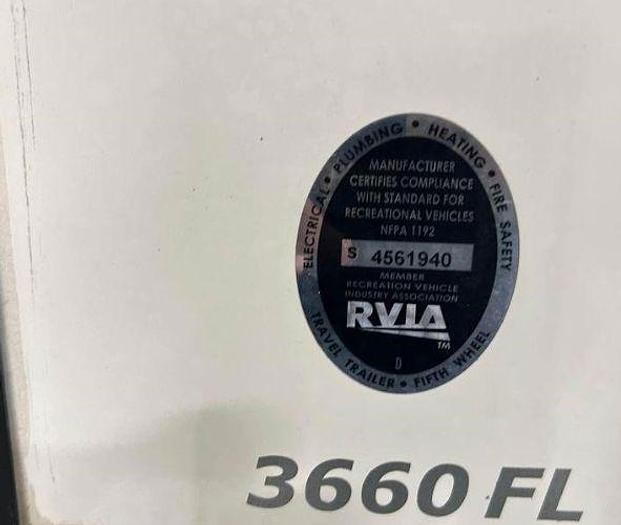 ELECTRICAL • PLUMBING • HEATING • FIRE SAFETY
MANUFACTURER
CERTIFIES COMPLIANCE
WITH STANDARD FOR
RECREATIONAL VEHICLES
NFPA 1192
S 4561940
MEMBER
RECREATION VEHICLE
INDUSTRY ASSOCIATION
RVIA
TM
D
TRAVEL TRAILER • FIFTH WHEEL
3660 FL